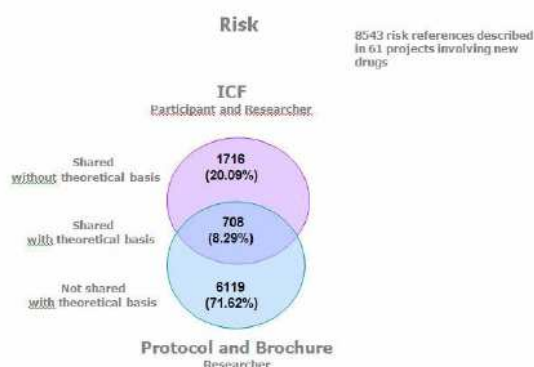 Risk
8543 risk references described
in 61 projects involving new
drugs
ICF
Participant and Researcher
Shared
without theoretical basis
1716
(20.09%)
Shared
with theoretical basis
708
(8.29%)
Not shared
with theoretical basis
6119
(71.62%)
Protocol and Brochure
Researcher